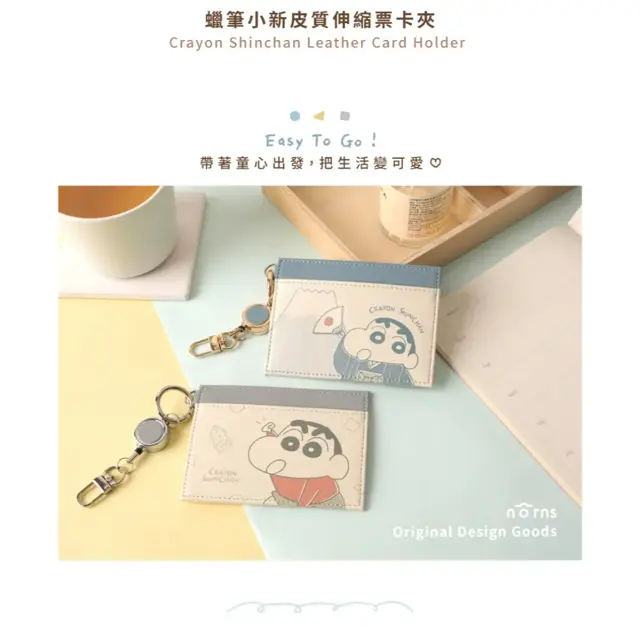 蠟筆小新皮質伸縮票卡夾
Crayon Shinchan Leather Card Holder
Easy To Go !
帶著童心出發，把生活變可愛♡
CRAYON SHINCHAN
CRAYON
SHINCHAN
norns
Original Design Goods